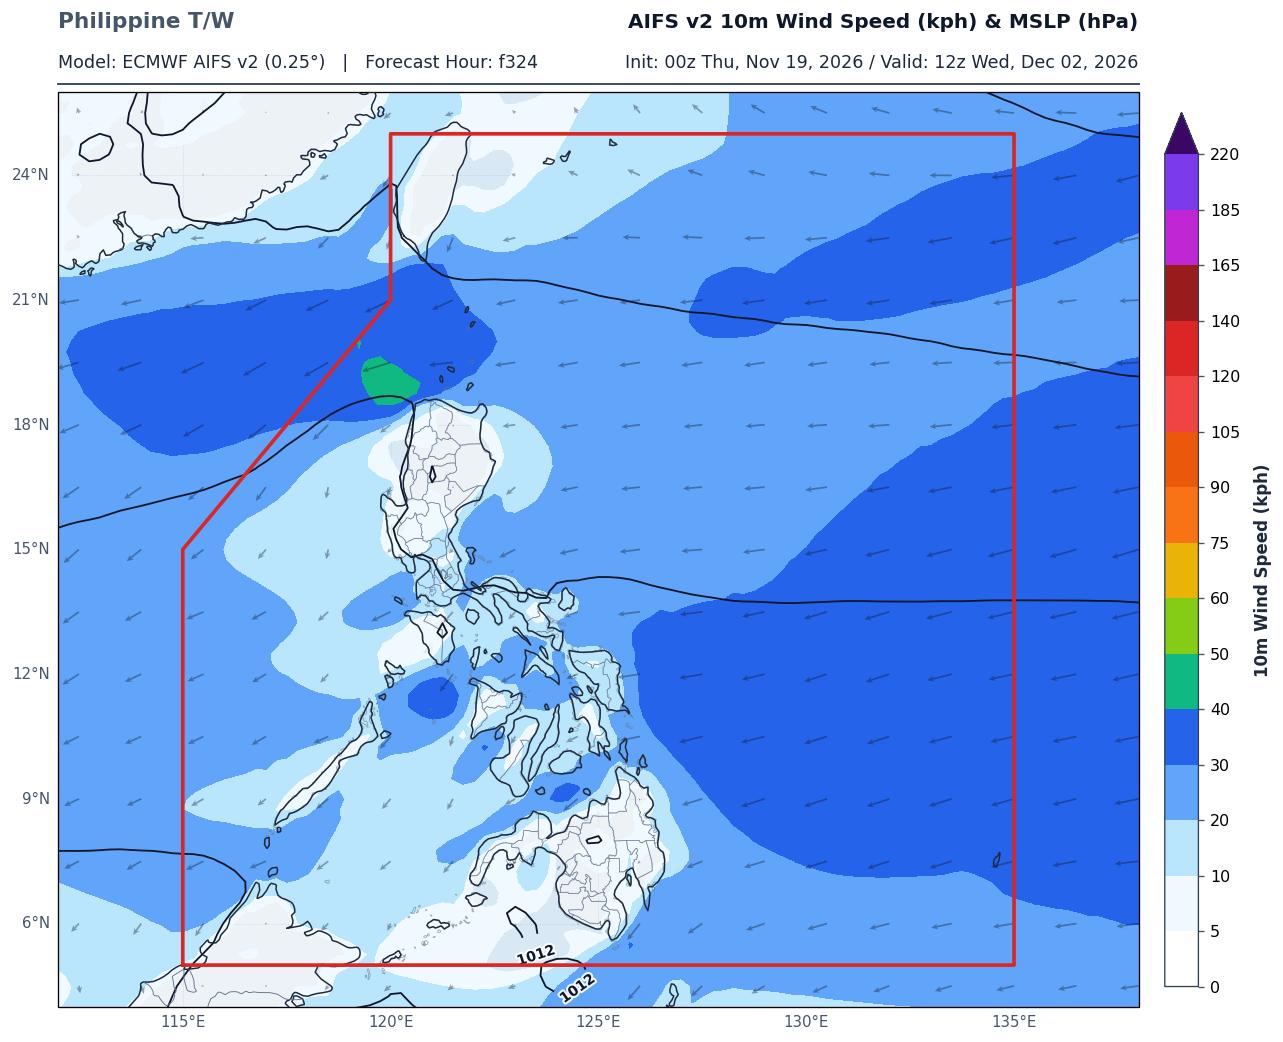 Philippine T/W
AIFS v2 10m Wind Speed (kph) & MSLP (hPa)
Model: ECMWF AIFS v2 (0.25°) | Forecast Hour: f324
Init: 00z Thu, Nov 19, 2026 / Valid: 12z Wed, Dec 02, 2026
24°N
21°N
18°N
15°N
12°N
9°N
6°N
1012
1012
115°E
120°E
125°E
130°E
135°E
220
185
165
140
120
105
90
75
60
50
40
30
20
10
5
0
10m Wind Speed (kph)